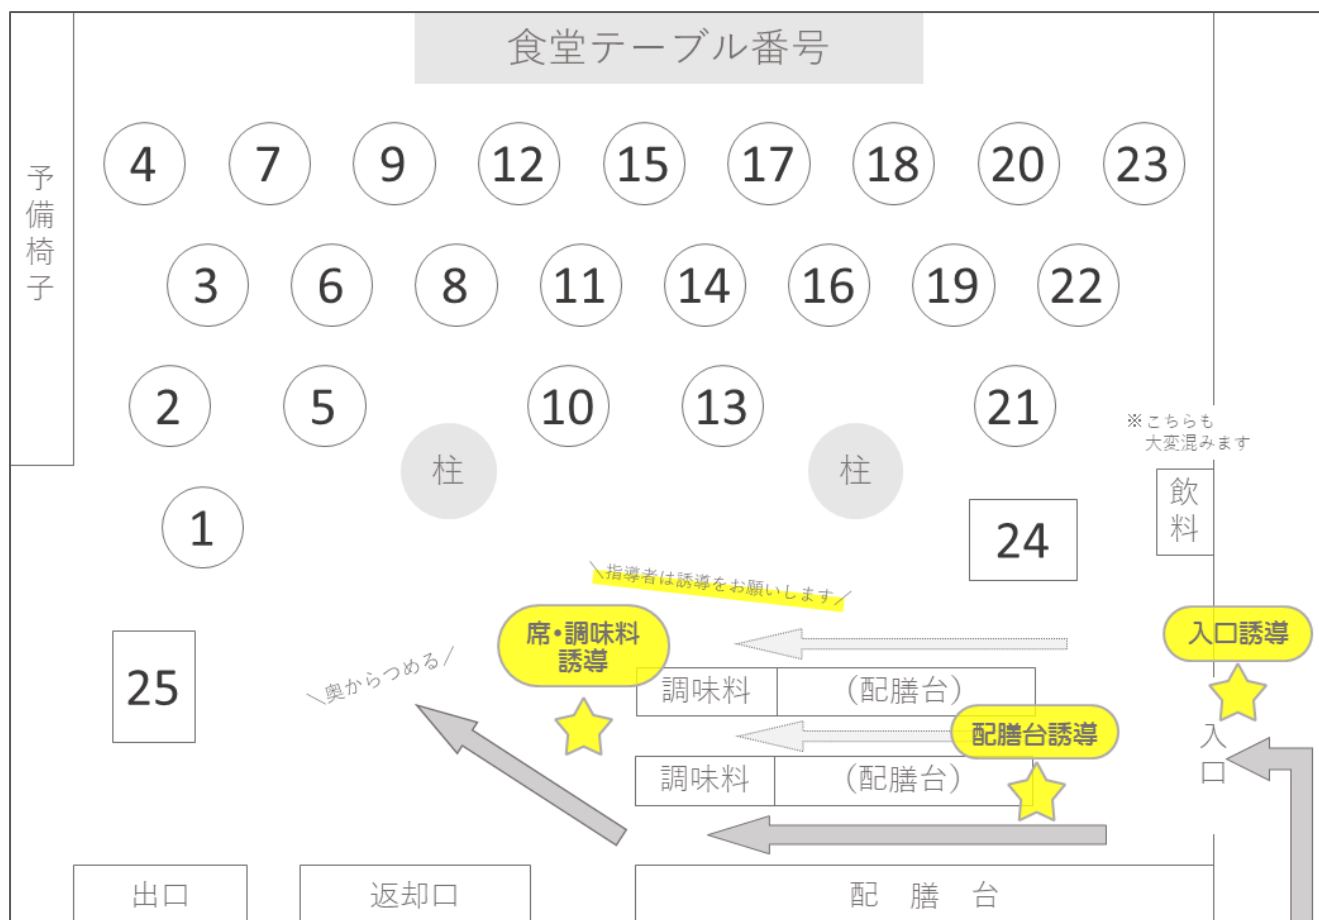 食堂テーブル番号
予備椅子
4 7 9 12 15 17 18 20 23
3 6 8 11 14 16 19 22
2 5 10 13 21
※こちらも
大変混みます
柱 柱
飲料
1
24
＼指導者は誘導をお願いします／
席・調味料
誘導
入口誘導
25
＼奥からつめる／
調味料 (配膳台)
配膳台誘導
入口
調味料 (配膳台)
出口 返却口 配膳台